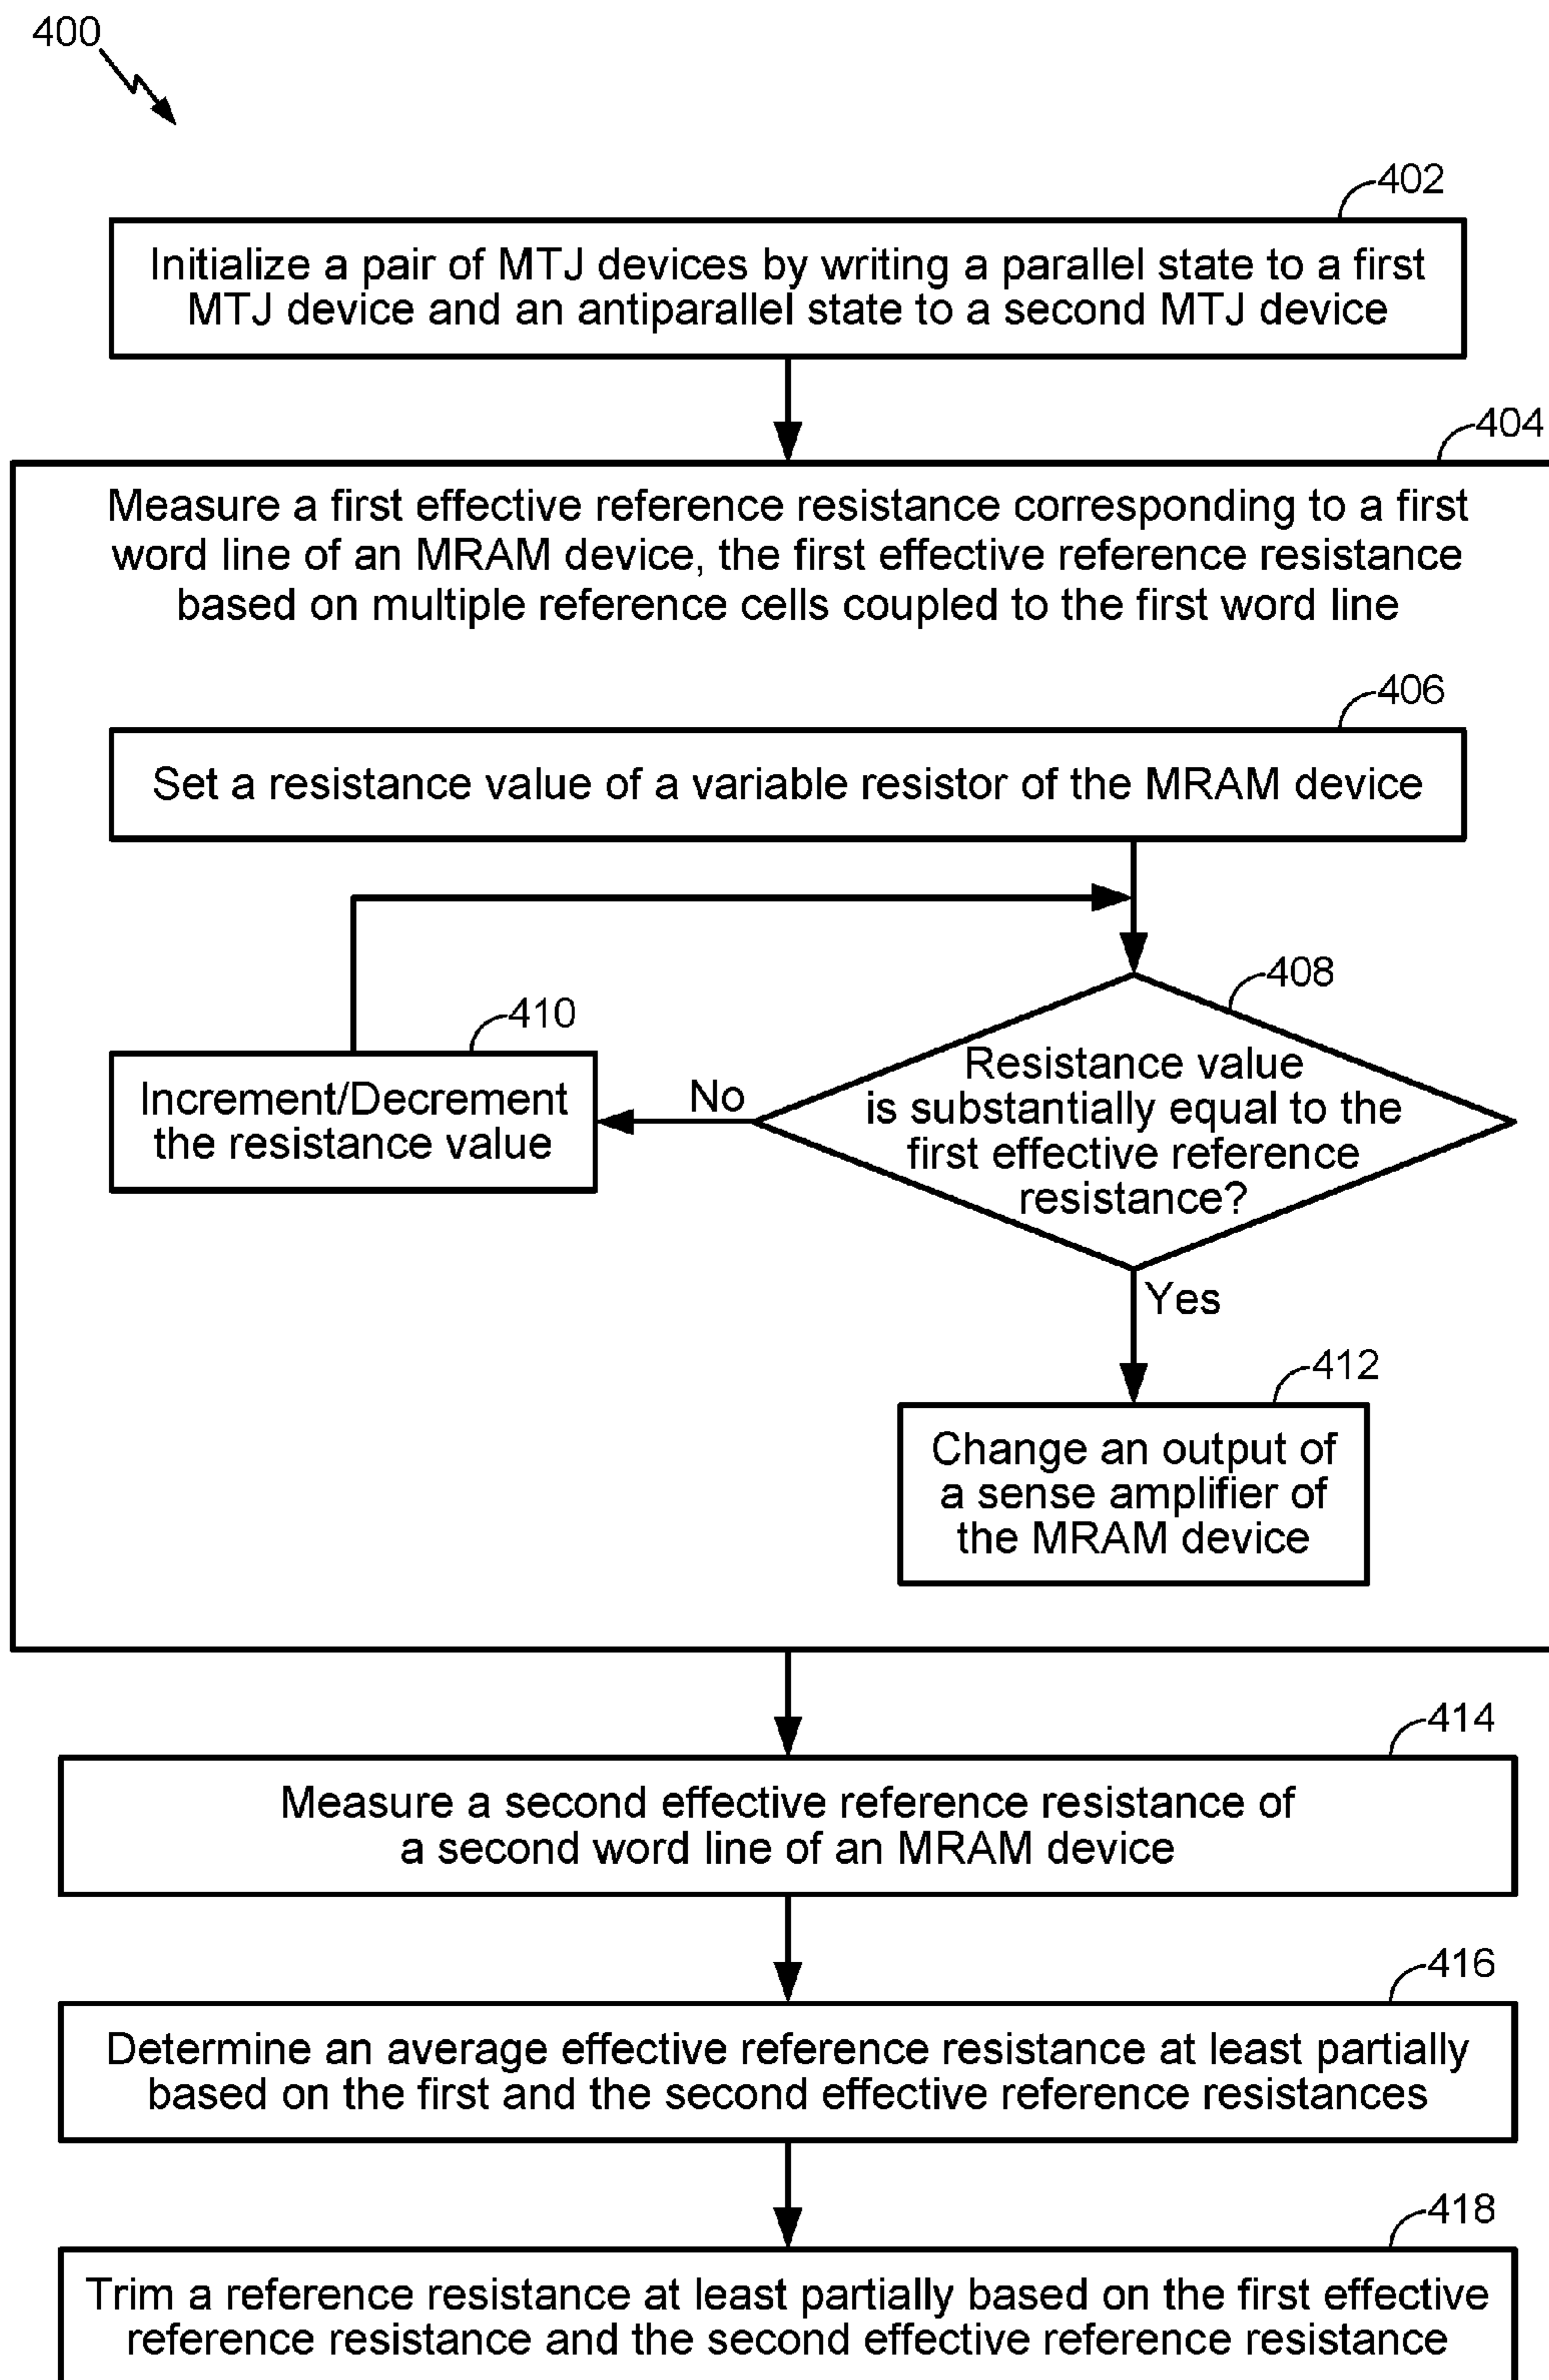 400
402
Initialize a pair of MTJ devices by writing a parallel state to a first
MTJ device and an antiparallel state to a second MTJ device
404
Measure a first effective reference resistance corresponding to a first
word line of an MRAM device, the first effective reference resistance
based on multiple reference cells coupled to the first word line
406
Set a resistance value of a variable resistor of the MRAM device
408
Resistance value
is substantially equal to the
first effective reference
resistance?
No
410
Increment/Decrement
the resistance value
Yes
412
Change an output of
a sense amplifier of
the MRAM device
414
Measure a second effective reference resistance of
a second word line of an MRAM device
416
Determine an average effective reference resistance at least partially
based on the first and the second effective reference resistances
418
Trim a reference resistance at least partially based on the first effective
reference resistance and the second effective reference resistance